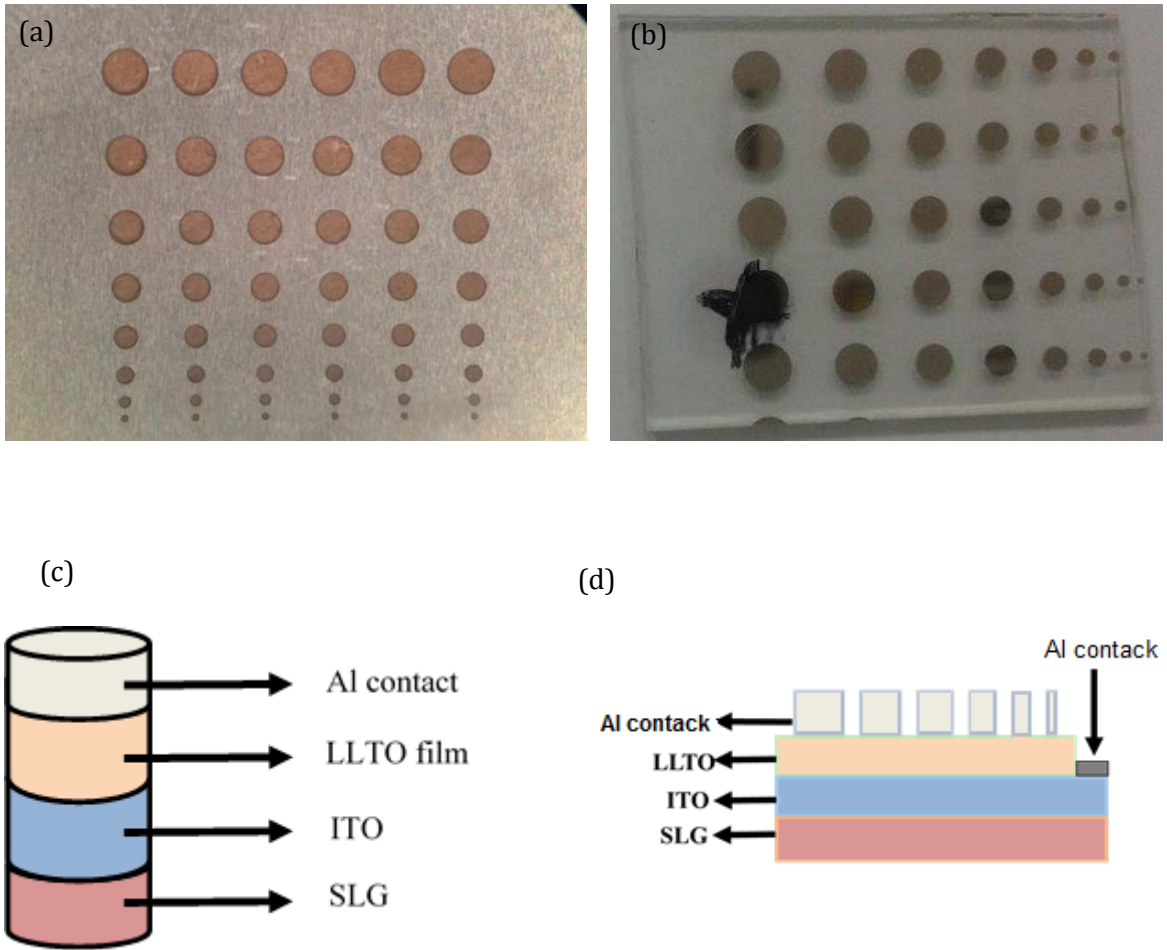 (a)
(b)
(c)
(d)
Al contact
LLTO film
ITO
SLG
Al contack
Al contack
LLTO
ITO
SLG